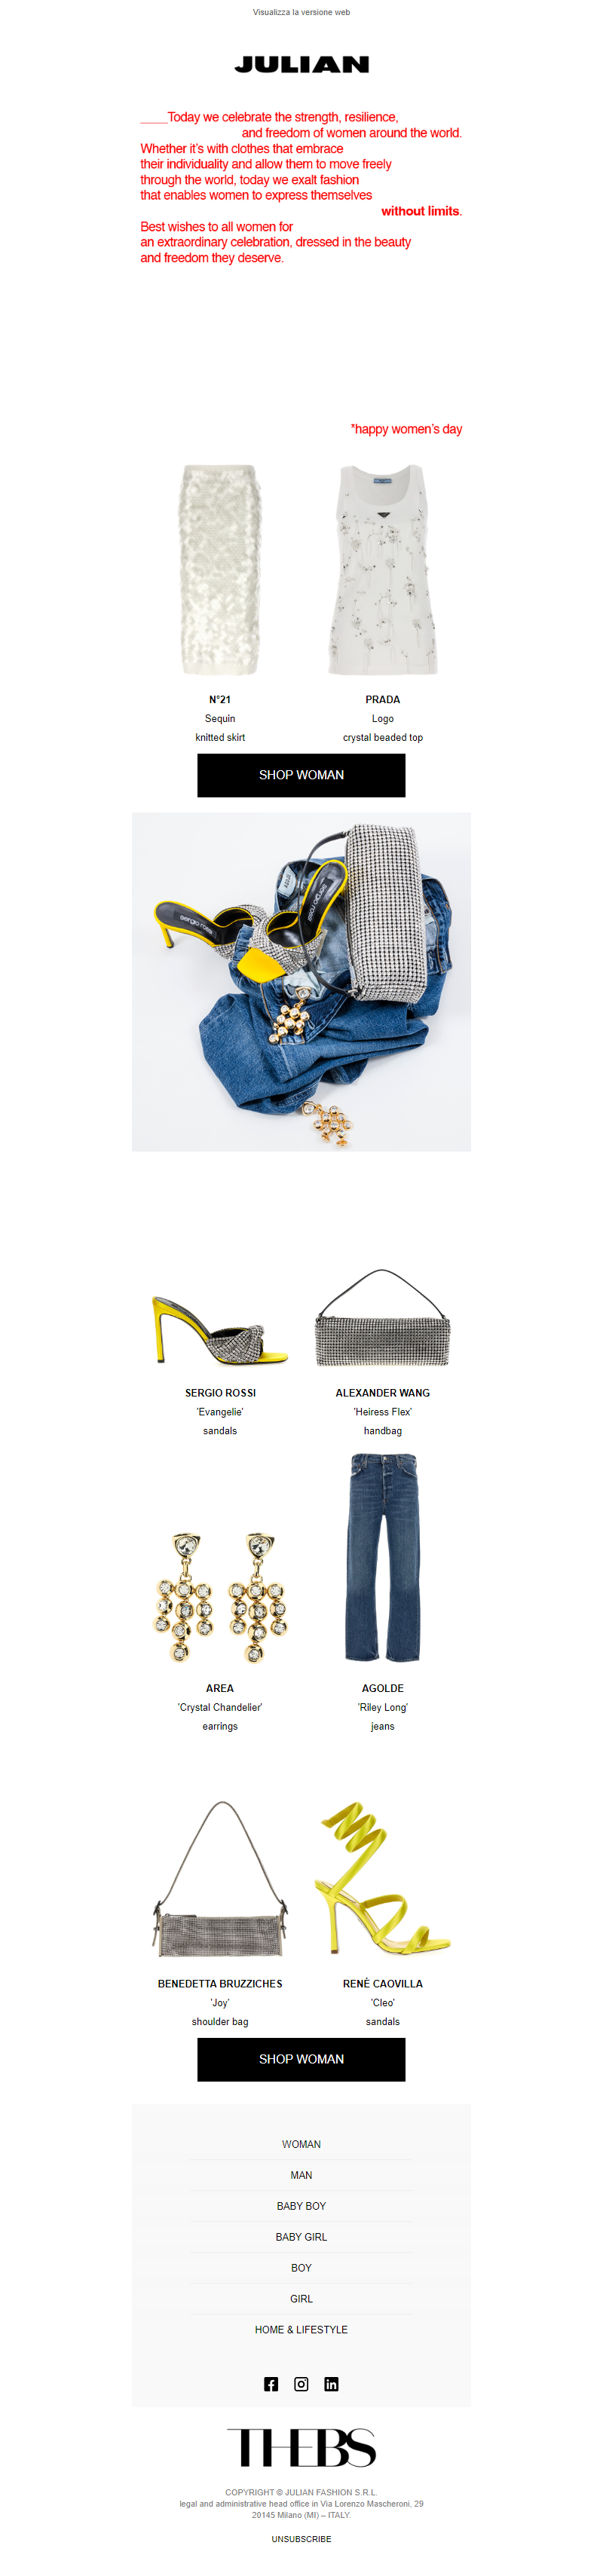 Visualizza la versione web
JULIAN
____Today we celebrate the strength, resilience,
and freedom of women around the world.
Whether it's with clothes that embrace
their individuality and allow them to move freely
through the world, today we exalt fashion
that enables women to express themselves
without limits.
Best wishes to all women for
an extraordinary celebration, dressed in the beauty
and freedom they deserve.
*happy women's day
N°21
Sequin
knitted skirt
PRADA
Logo
crystal beaded top
SHOP WOMAN
sergio rossi
sergio rossi
SERGIO ROSSI
'Evangelie'
sandals
ALEXANDER WANG
'Heiress Flex'
handbag
AREA
'Crystal Chandelier'
earrings
AGOLDE
'Riley Long'
jeans
BENEDETTA BRUZZICHES
'Joy'
shoulder bag
RENÉ CAOVILLA
'Cleo'
sandals
SHOP WOMAN
WOMAN
MAN
BABY BOY
BABY GIRL
BOY
GIRL
HOME & LIFESTYLE
THEBS
COPYRIGHT © JULIAN FASHION S.R.L.
legal and administrative head office in Via Lorenzo Mascheroni, 29
20145 Milano (MI) – ITALY.
UNSUBSCRIBE